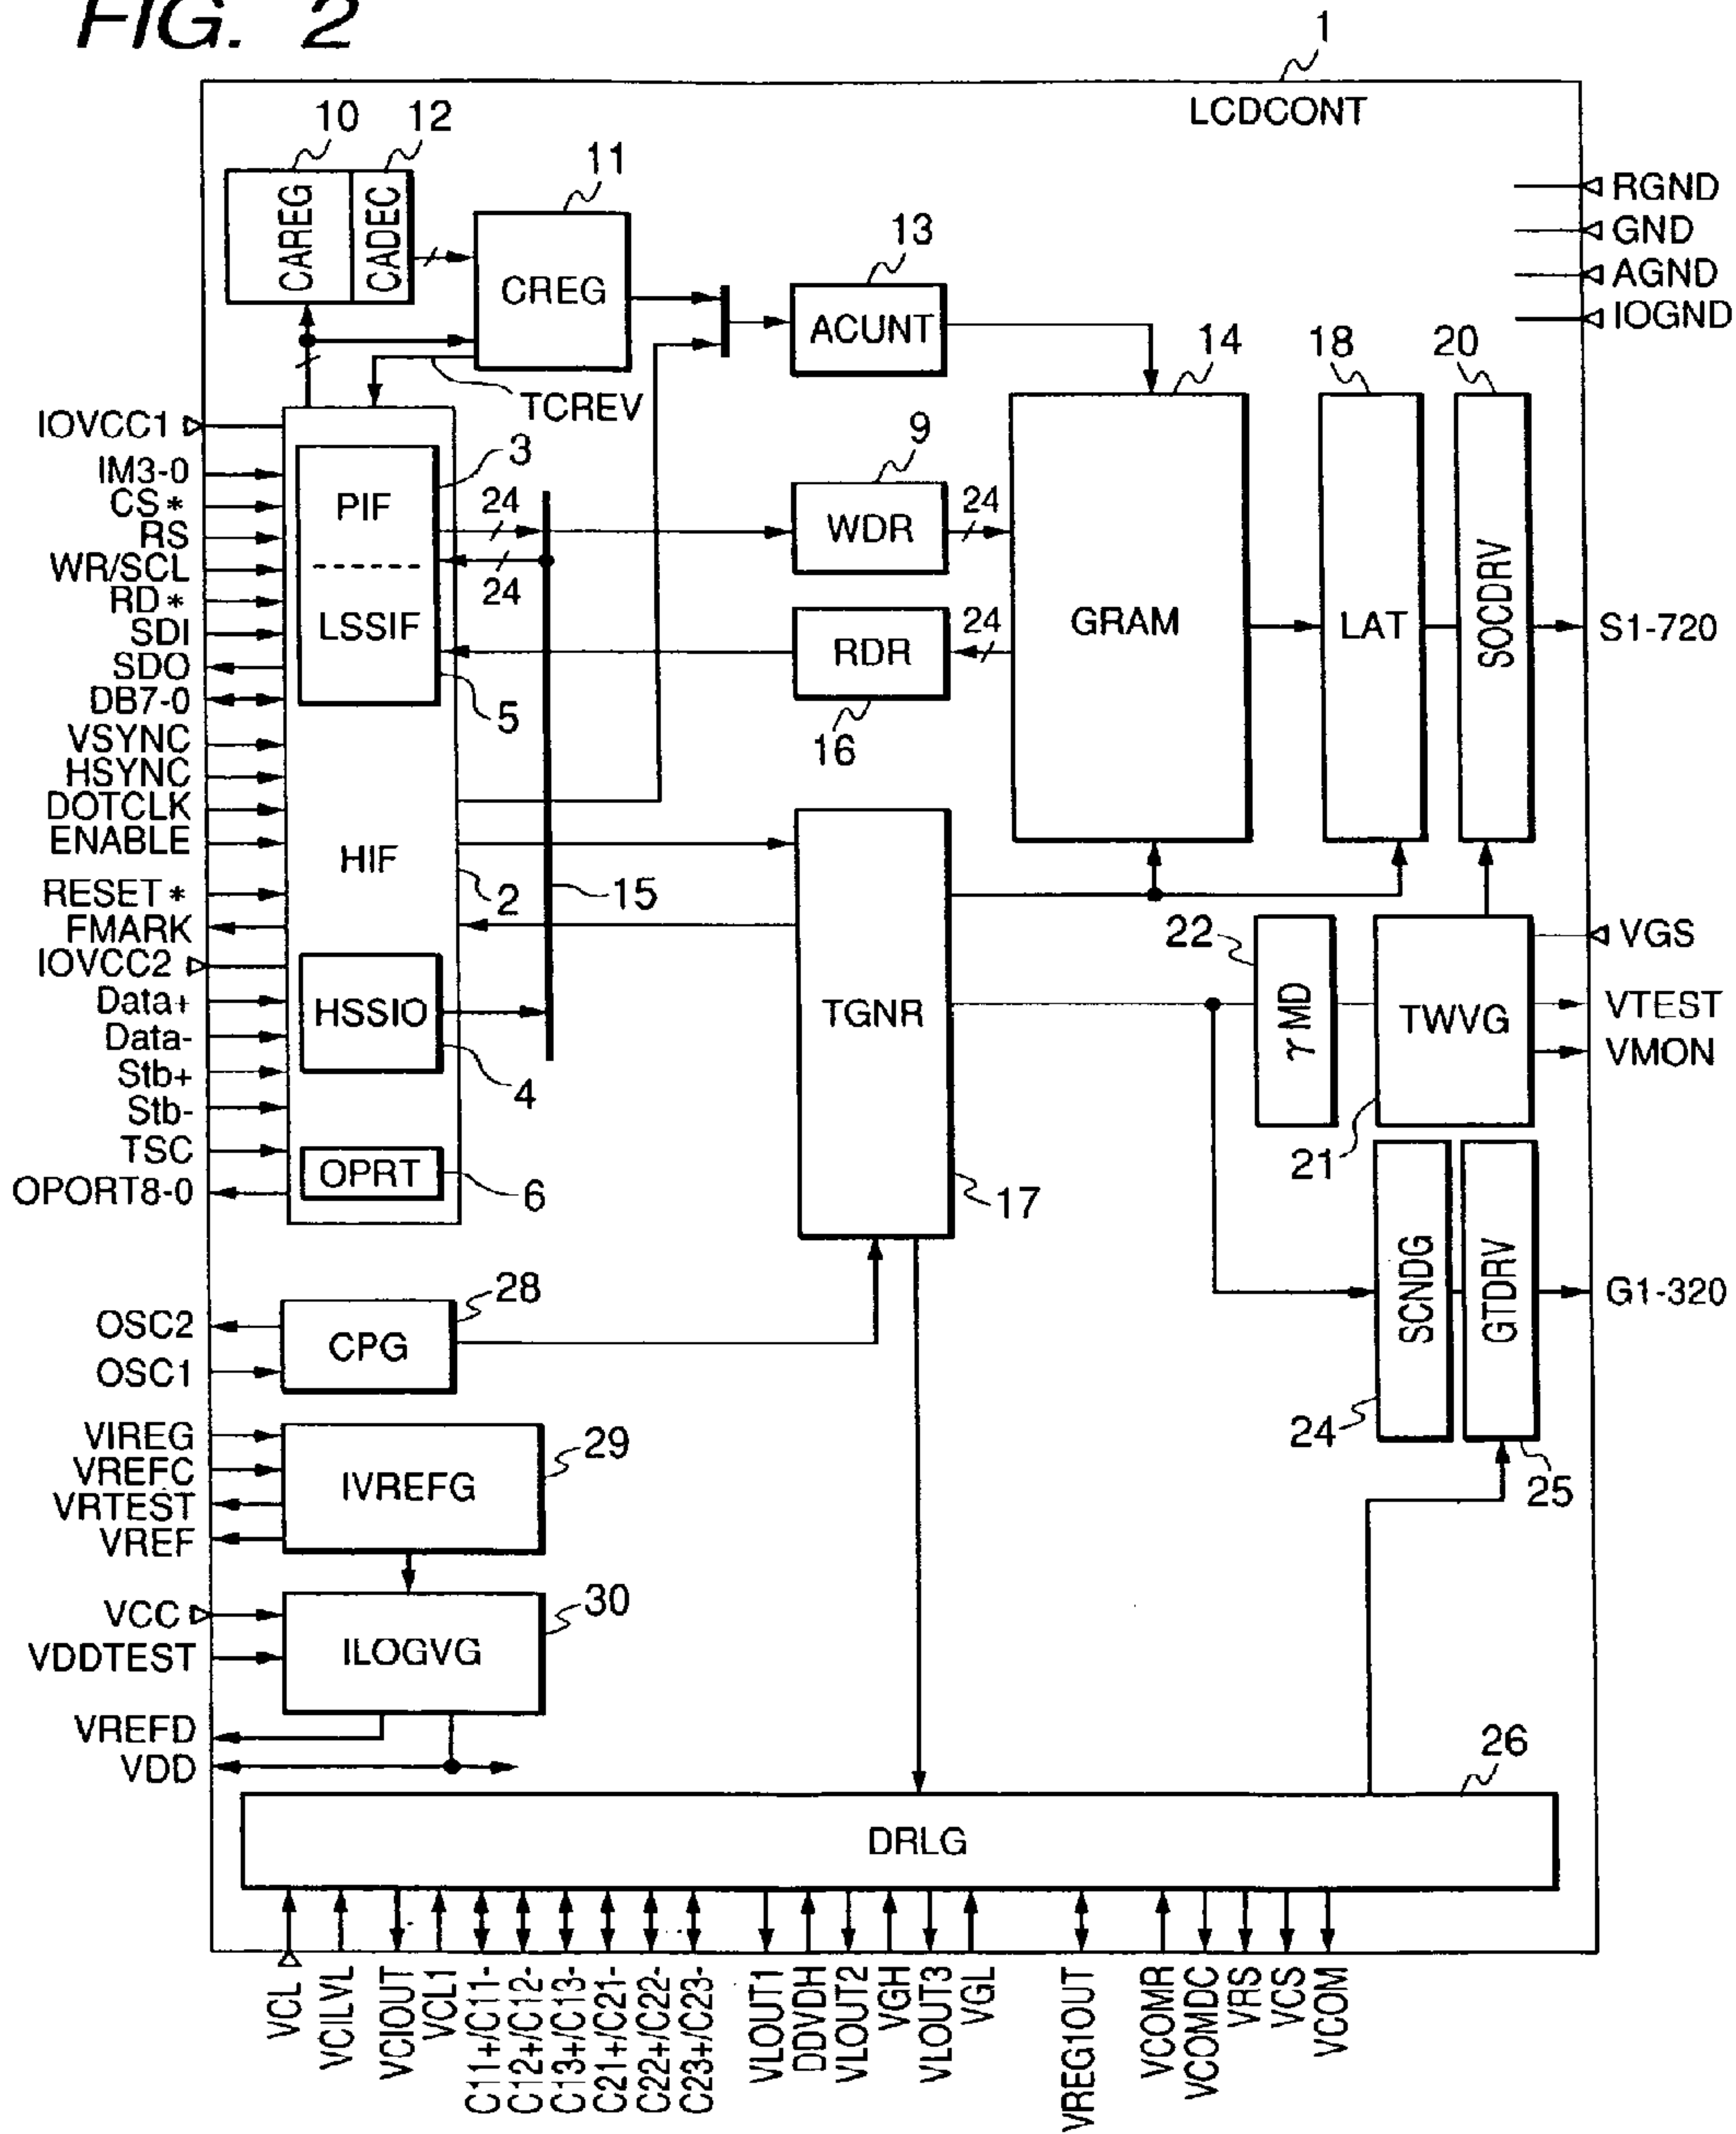 FIG. 2
1
LCDCONT
10
12
11
13
CAREG
CADEC
CREG
ACUNT
TCREV
RGND
GND
AGND
IOGND
14
18
20
IOVCC1
IM3-0
CS*
RS
WR/SCL
RD*
SDI
SDO
DB7-0
VSYNC
HSYNC
DOTCLK
ENABLE
RESET*
FMARK
IOVCC2
Data+
Data-
Stb+
Stb-
TSC
OPORT8-0
PIF
LSSIF
3
5
24
24
9
WDR
24
RDR
24
16
GRAM
LAT
SOCDRV
S1-720
HIF
2
15
HSSIO
4
OPRT
6
TGNR
17
22
γMD
TWVG
21
VGS
VTEST
VMON
SCNDG
24
GTDRV
25
G1-320
OSC2
OSC1
CPG
28
VIREG
VREFC
VRTEST
VREF
IVREFG
29
VCC
VDDTEST
ILOGVG
30
VREFD
VDD
26
DRLG
VCL
VCILVL
VCIOUT
VCL1
C11+/C11-
C12+/C12-
C13+/C13-
C21+/C21-
C22+/C22-
C23+/C23-
VLOUT1
DDVDH
VLOUT2
VGH
VLOUT3
VGL
VREG1OUT
VCOMR
VCOMDC
VRS
VCS
VCOM